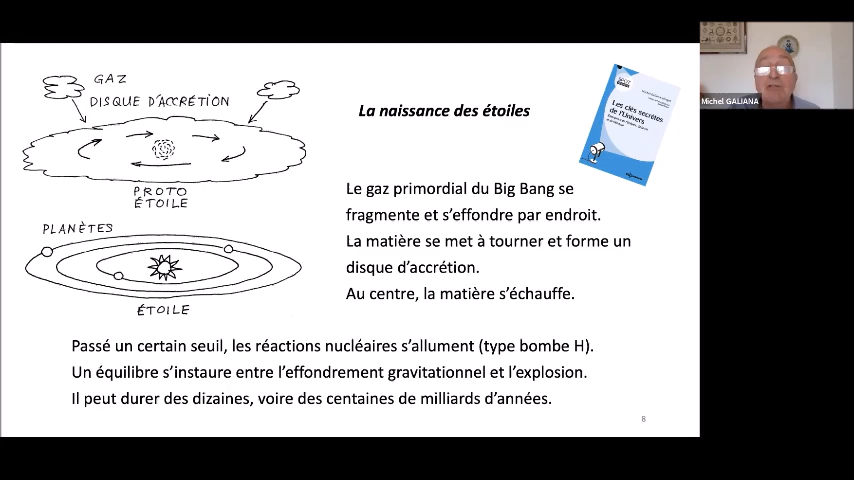 GAZ
DISQUE D'ACCRÉTION
PROTO
ÉTOILE
PLANÈTES
ÉTOILE
La naissance des étoiles
Les clés secrètes
de l'Univers
Le gaz primordial du Big Bang se
fragmente et s'effondre par endroit.
La matière se met à tourner et forme un
disque d'accrétion.
Au centre, la matière s'échauffe.
Passé un certain seuil, les réactions nucléaires s'allument (type bombe H).
Un équilibre s'instaure entre l'effondrement gravitationnel et l'explosion.
Il peut durer des dizaines, voire des centaines de milliards d'années.
8
Michel GALIANA